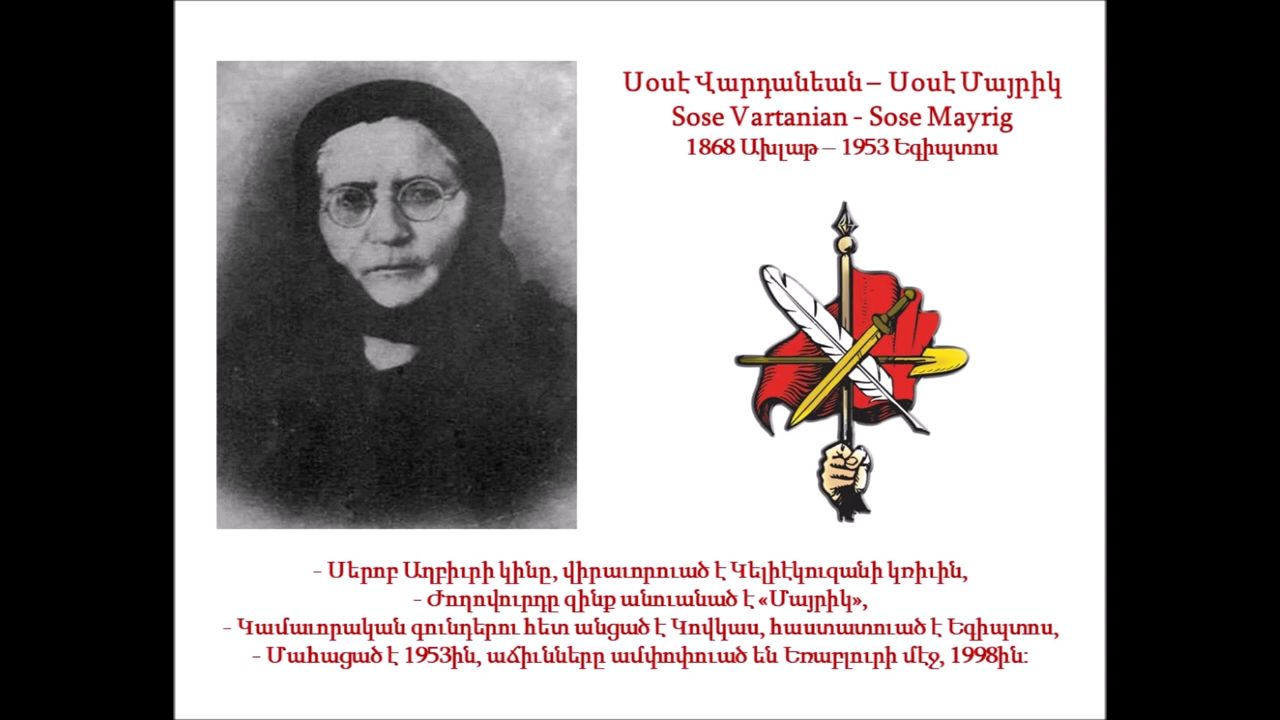 Սօսէ Վարդանեան – Սօսէ Մայրիկ
Sose Vartanian - Sose Mayrig
1868 Ախլաթ – 1953 Եգիպտոս
- Սերոբ Աղբիւրի կինը, վիրաւորուած է Կելիէկուզանի կռիւին,
- Ժողովուրդը զինք անուանած է «Մայրիկ»,
- Կամաւորական գունդերու հետ անցած է Կովկաս, հաստատուած է Եգիպտոս,
- Մահացած է 1953ին, աճիւնները ամփոփուած են Եռաբլուրի մէջ, 1998ին: